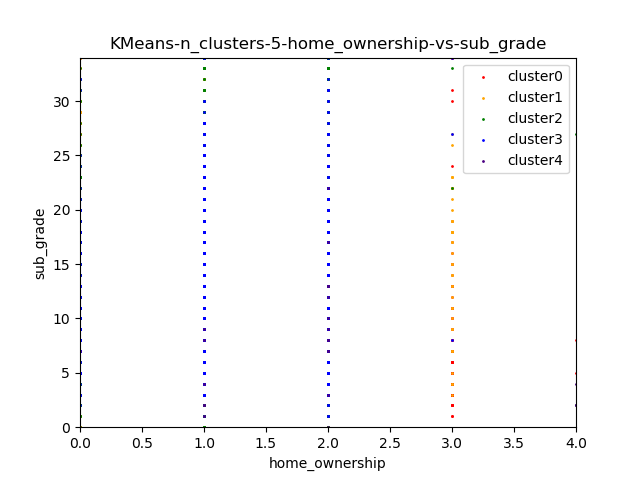 KMeans-n_clusters-5-home_ownership-vs-sub_grade
cluster0
cluster1
cluster2
cluster3
cluster4
30
25
20
15
10
5
0
sub_grade
0.0 0.5 1.0 1.5 2.0 2.5 3.0 3.5 4.0
home_ownership